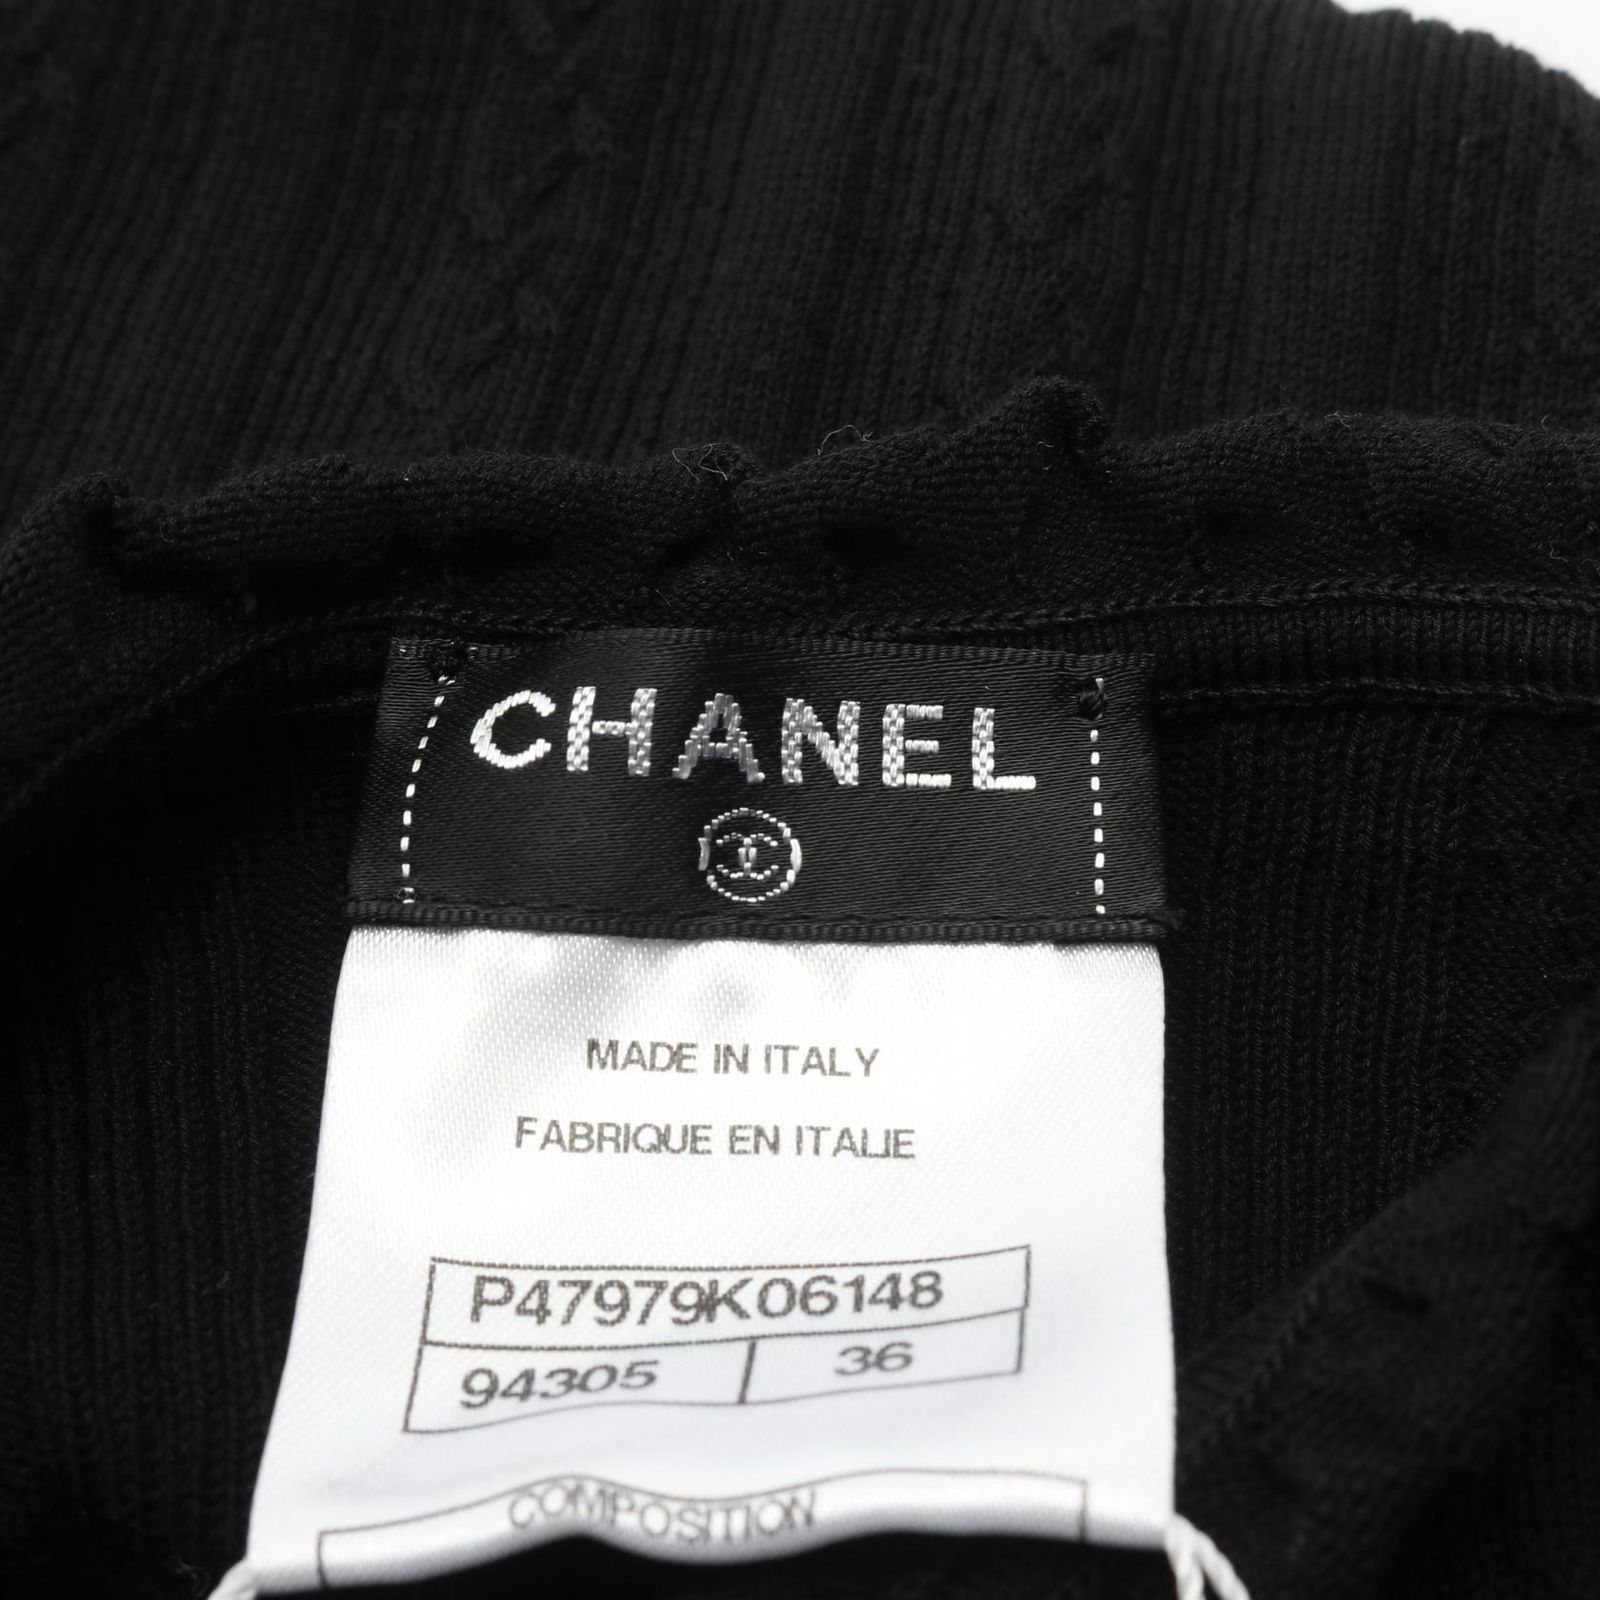 CHANEL
MADE IN ITALY
FABRIQUE EN ITALIE
P47979K06148
94305 36
COMPOSITION